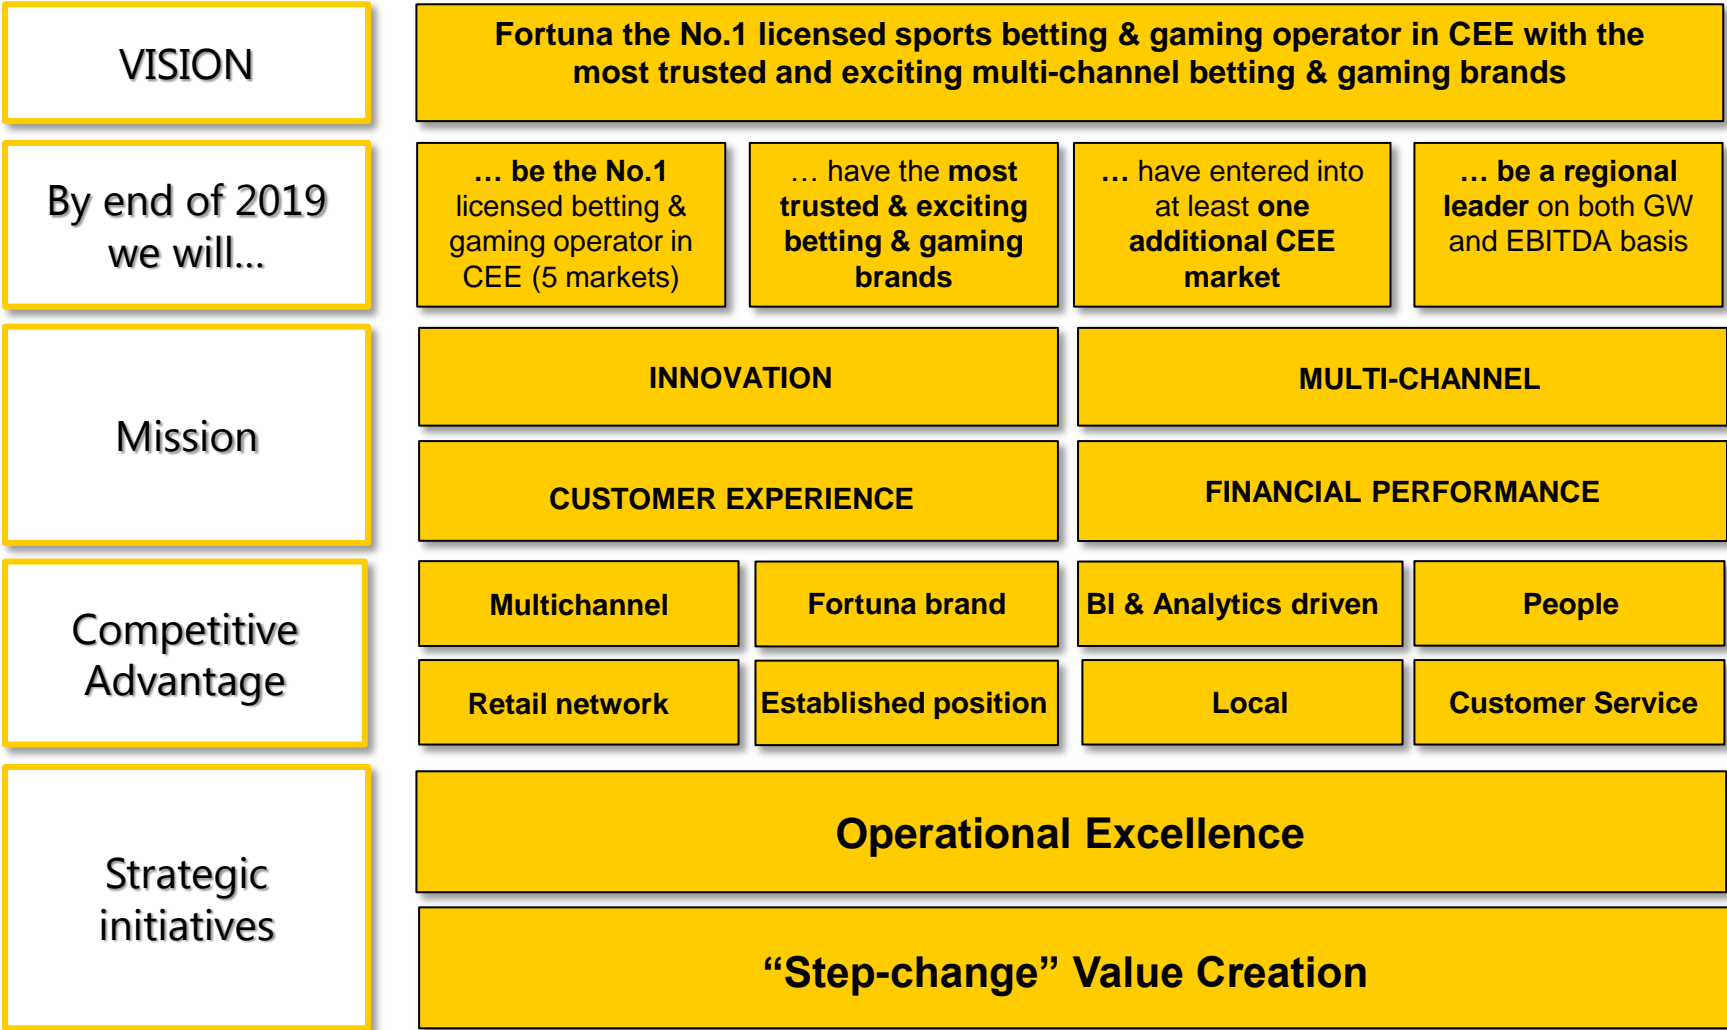 VISION
Fortuna the No.1 licensed sports betting & gaming operator in CEE with the
most trusted and exciting multi-channel betting & gaming brands
By end of 2019
we will...
... be the No.1
licensed betting &
gaming operator in
CEE (5 markets)
... have the most
trusted & exciting
betting & gaming
brands
... have entered into
at least one
additional CEE
market
... be a regional
leader on both GW
and EBITDA basis
Mission
INNOVATION
MULTI-CHANNEL
CUSTOMER EXPERIENCE
FINANCIAL PERFORMANCE
Competitive
Advantage
Multichannel
Fortuna brand
BI & Analytics driven
People
Retail network
Established position
Local
Customer Service
Strategic
initiatives
Operational Excellence
“Step-change” Value Creation